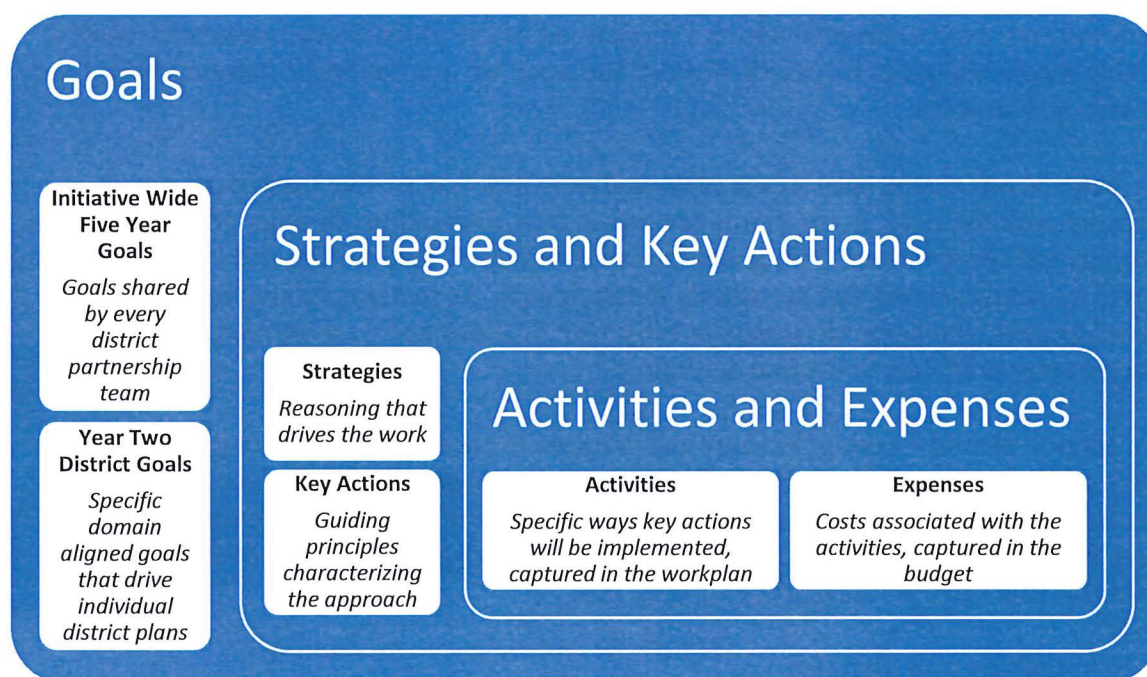 Goals
Initiative Wide
Five Year
Goals
Goals shared
by every
district
partnership
team
Year Two
District Goals
Specific
domain
aligned goals
that drive
individual
district plans
Strategies and Key Actions
Strategies
Reasoning that
drives the work
Key Actions
Guiding
principles
characterizing
the approach
Activities and Expenses
Activities
Specific ways key actions
will be implemented,
captured in the workplan
Expenses
Costs associated with the
activities, captured in the
budget